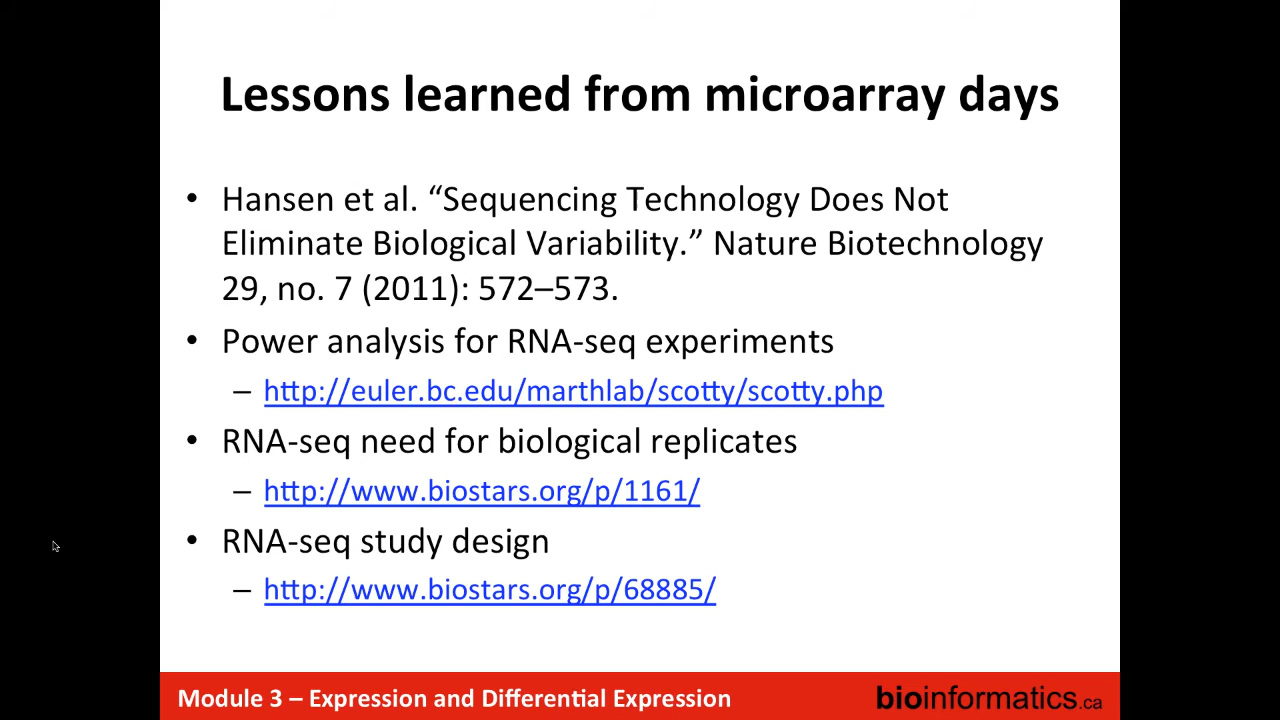 Lessons learned from microarray days
• Hansen et al. “Sequencing Technology Does Not
Eliminate Biological Variability.” Nature Biotechnology
29, no. 7 (2011): 572–573.
• Power analysis for RNA-seq experiments
– http://euler.bc.edu/marthlab/scotty/scotty.php
• RNA-seq need for biological replicates
– http://www.biostars.org/p/1161/
• RNA-seq study design
– http://www.biostars.org/p/68885/
Module 3 – Expression and Differential Expression
bioinformatics.ca